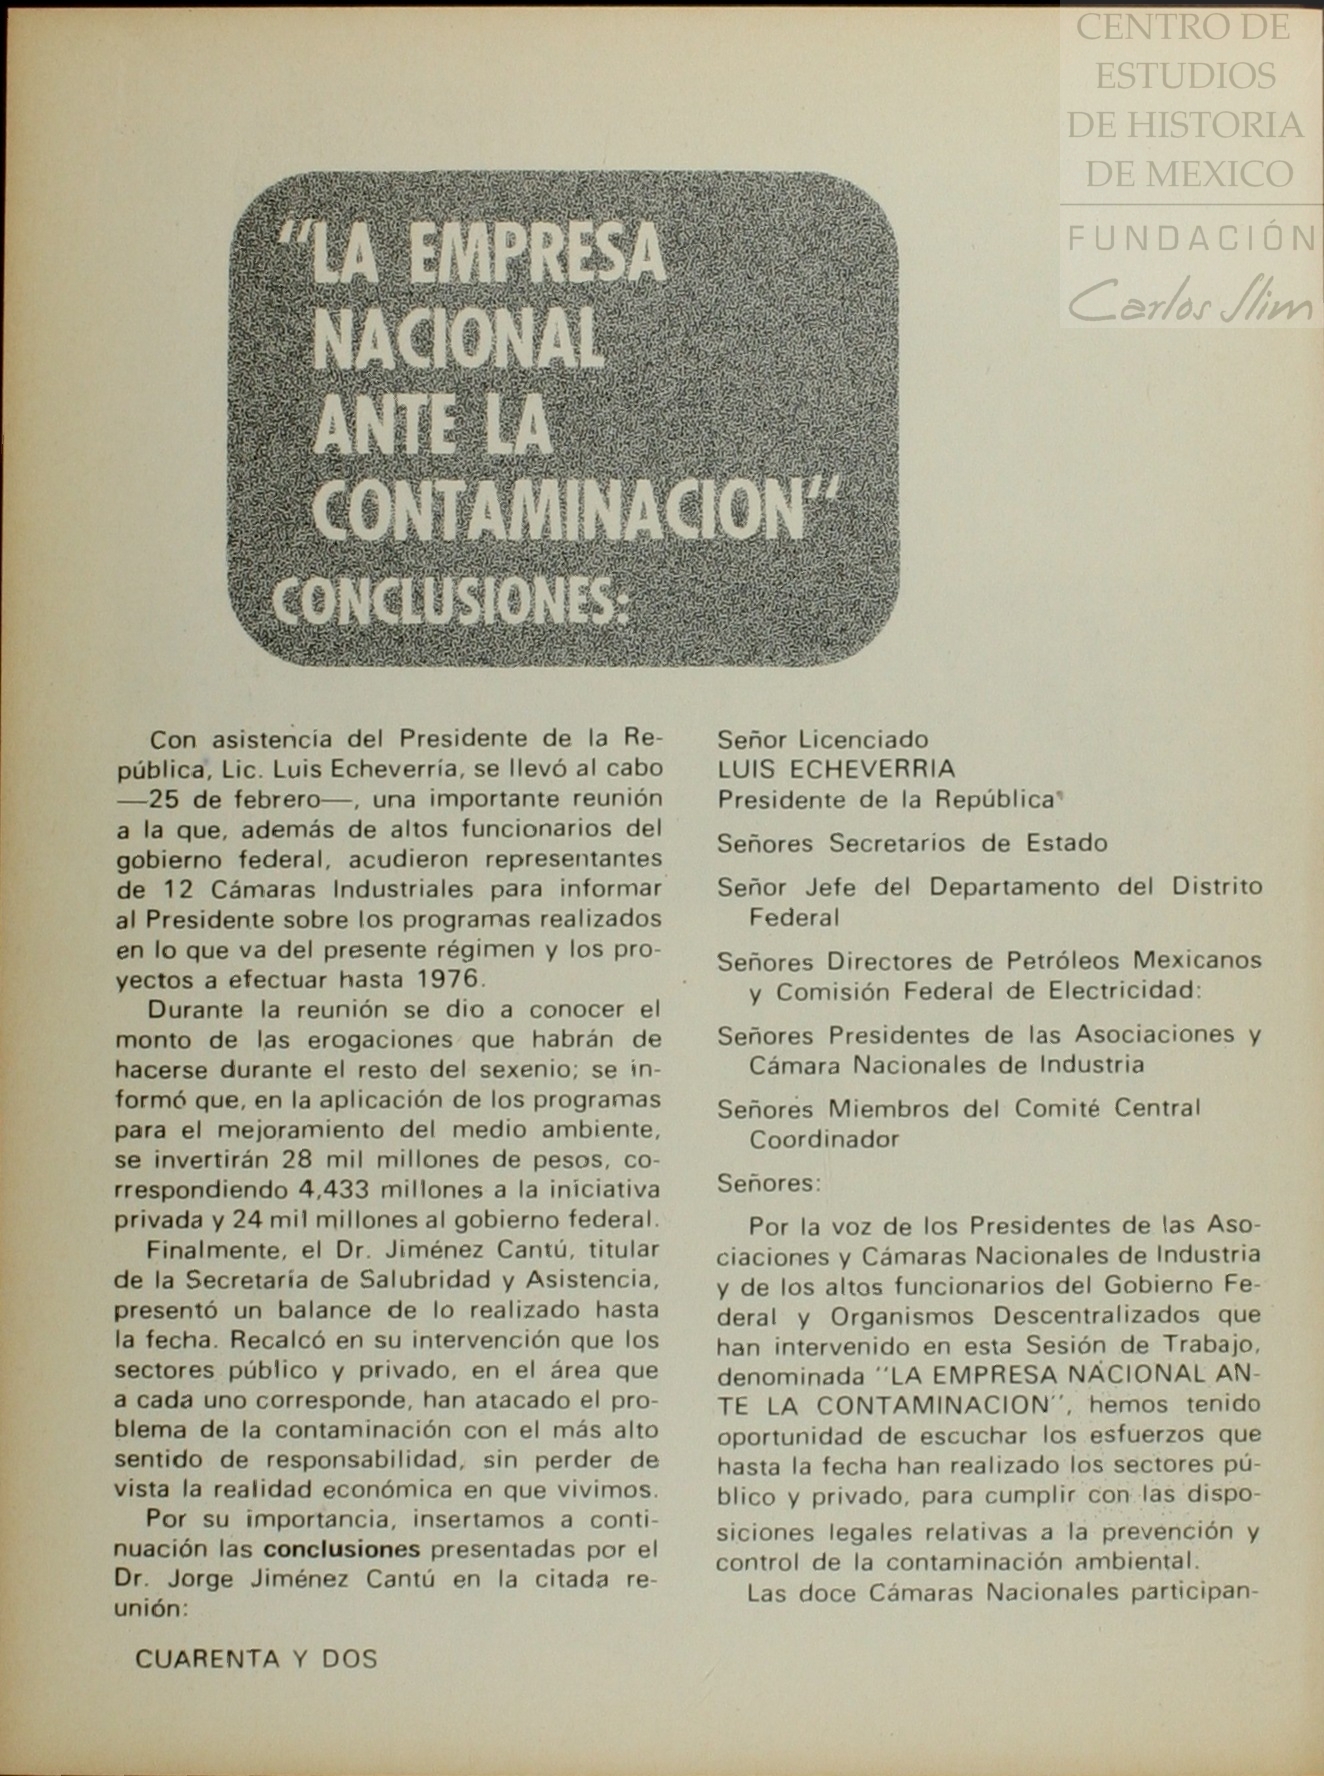 CENTRO DE
ESTUDIOS
DE HISTORIA
DE MEXICO
FUNDACIÓN
Carlos Slim
"LA EMPRESA
NACIONAL
ANTE LA
CONTAMINACION"
CONCLUSIONES:
Con asistencia del Presidente de la Re-
pública, Lic. Luis Echeverría, se llevó al cabo
—25 de febrero—, una importante reunión
a la que, además de altos funcionarios del
gobierno federal, acudieron representantes
de 12 Cámaras Industriales para informar
al Presidente sobre los programas realizados
en lo que va del presente régimen y los pro-
yectos a efectuar hasta 1976.
Durante la reunión se dio a conocer el
monto de las erogaciones que habrán de
hacerse durante el resto del sexenio; se in-
formó que, en la aplicación de los programas
para el mejoramiento del medio ambiente,
se invertirán 28 mil millones de pesos, co-
rrespondiendo 4,433 millones a la iniciativa
privada y 24 mil millones al gobierno federal.
Finalmente, el Dr. Jiménez Cantú, titular
de la Secretaría de Salubridad y Asistencia,
presentó un balance de lo realizado hasta
la fecha. Recalcó en su intervención que los
sectores público y privado, en el área que
a cada uno corresponde, han atacado el pro-
blema de la contaminación con el más alto
sentido de responsabilidad, sin perder de
vista la realidad económica en que vivimos.
Por su importancia, insertamos a conti-
nuación las conclusiones presentadas por el
Dr. Jorge Jiménez Cantú en la citada re-
unión:
CUARENTA Y DOS
Señor Licenciado
LUIS ECHEVERRIA
Presidente de la República
Señores Secretarios de Estado
Señor Jefe del Departamento del Distrito
Federal
Señores Directores de Petróleos Mexicanos
y Comisión Federal de Electricidad:
Señores Presidentes de las Asociaciones y
Cámara Nacionales de Industria
Señores Miembros del Comité Central
Coordinador
Señores:
Por la voz de los Presidentes de las Aso-
ciaciones y Cámaras Nacionales de Industria
y de los altos funcionarios del Gobierno Fe-
deral y Organismos Descentralizados que
han intervenido en esta Sesión de Trabajo,
denominada "LA EMPRESA NACIONAL AN-
TE LA CONTAMINACION", hemos tenido
oportunidad de escuchar los esfuerzos que
hasta la fecha han realizado los sectores pú-
blico y privado, para cumplir con las dispo-
siciones legales relativas a la prevención y
control de la contaminación ambiental.
Las doce Cámaras Nacionales participan-